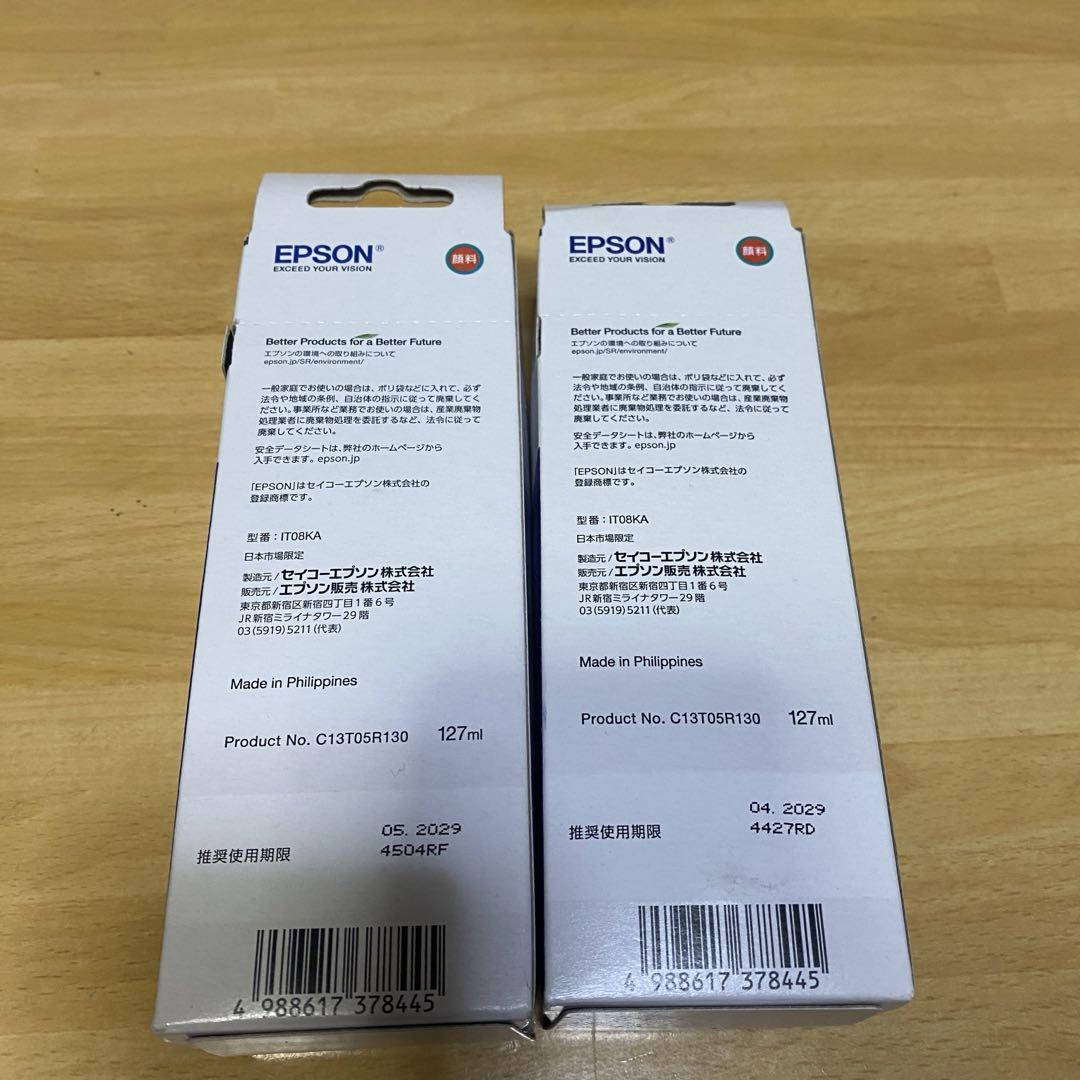 EPSON®
EXCEED YOUR VISION
顔料
Better Products for a Better Future
エプソンの環境への取り組みについて
epson.jp/SR/environment/
一般家庭でお使いの場合は、ポリ袋などに入れて、必ず
法令や地域の条例、自治体の指示に従って廃棄してく
ださい。事業所など業務でお使いの場合は、産業廃棄物
処理業者に廃棄物処理を委託するなど、法令に従って
廃棄してください。
安全データシートは、弊社のホームページから
入手できます。epson.jp
「EPSON」はセイコーエプソン株式会社の
登録商標です。
型番：IT08KA
日本市場限定
製造元/セイコーエプソン株式会社
販売元/エプソン販売 株式会社
東京都新宿区新宿四丁目1番6号
JR新宿ミライナタワー29階
03(5919)5211(代表)
Made in Philippines
Product No. C13T05R130 127ml
05. 2029
推奨使用期限 4504RF
4 988617 378445
EPSON®
EXCEED YOUR VISION
顔料
Better Products for a Better Future
エプソンの環境への取り組みについて
epson.jp/SR/environment/
一般家庭でお使いの場合は、ポリ袋などに入れて、必ず
法令や地域の条例、自治体の指示に従って廃棄してく
ださい。事業所など業務でお使いの場合は、産業廃棄物
処理業者に廃棄物処理を委託するなど、法令に従って
廃棄してください。
安全データシートは、弊社のホームページから
入手できます。epson.jp
「EPSON」はセイコーエプソン株式会社の
登録商標です。
型番：IT08KA
日本市場限定
製造元/セイコーエプソン株式会社
販売元/エプソン販売 株式会社
東京都新宿区新宿四丁目1番6号
JR新宿ミライナタワー29階
03(5919)5211(代表)
Made in Philippines
Product No. C13T05R130 127ml
04. 2029
推奨使用期限 4427RD
4 988617 378445